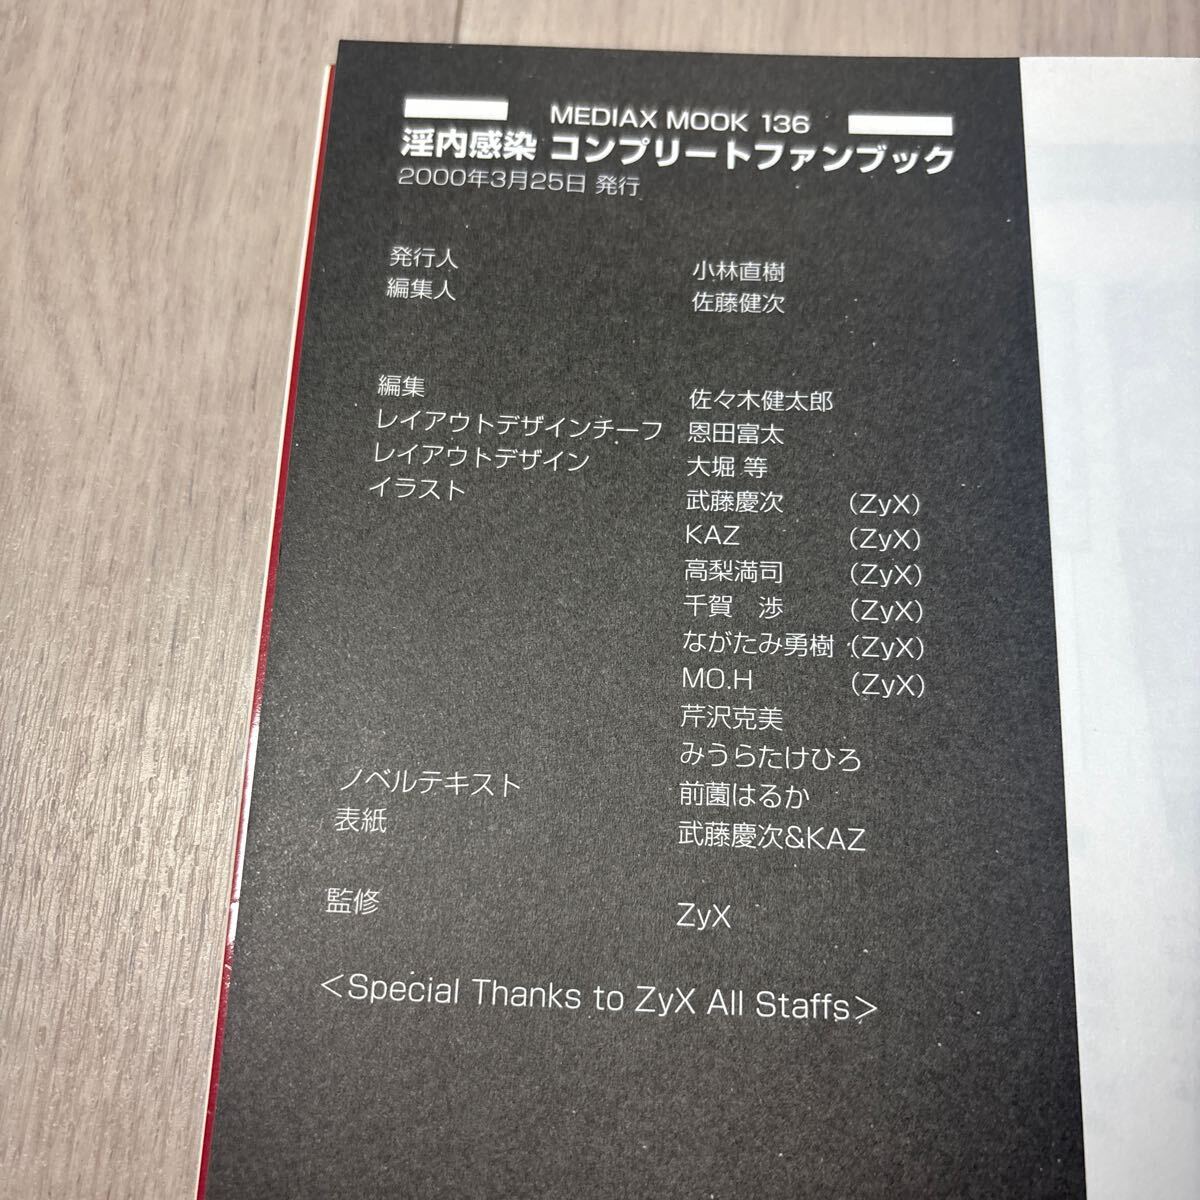 MEDIAX MOOK 136
淫内感染 コンプリートファンブック
2000年3月25日 発行
発行人 小林直樹
編集人 佐藤健次
編集 佐々木健太郎
レイアウトデザインチーフ 恩田富太
レイアウトデザイン 大堀 等
イラスト 武藤慶次 (ZyX)
KAZ (ZyX)
高梨満司 (ZyX)
千賀 渉 (ZyX)
ながたみ勇樹 (ZyX)
MO.H (ZyX)
芹沢克美
みうらたけひろ
ノベルテキスト 前薗はるか
表紙 武藤慶次&KAZ
監修 ZyX
<Special Thanks to ZyX All Staffs>